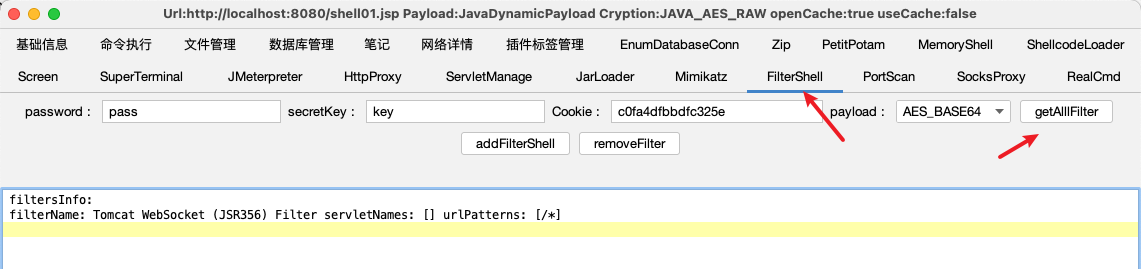 Url:http://localhost:8080/shell01.jsp Payload:JavaDynamicPayload Cryption:JAVA_AES_RAW openCache:true useCache:false
基础信息 命令执行 文件管理 数据库管理 笔记 网络详情 插件标签管理 EnumDatabaseConn Zip PetitPotam MemoryShell ShellcodeLoader
Screen SuperTerminal JMeterpreter HttpProxy ServletManage JarLoader Mimikatz FilterShell PortScan SocksProxy RealCmd
password : pass secretKey : key Cookie : c0fa4dfbbdfc325e payload : AES_BASE64 getAllFilter
addFilterShell removeFilter
filtersInfo:
filterName: Tomcat WebSocket (JSR356) Filter servletNames: [] urlPatterns: [/*]